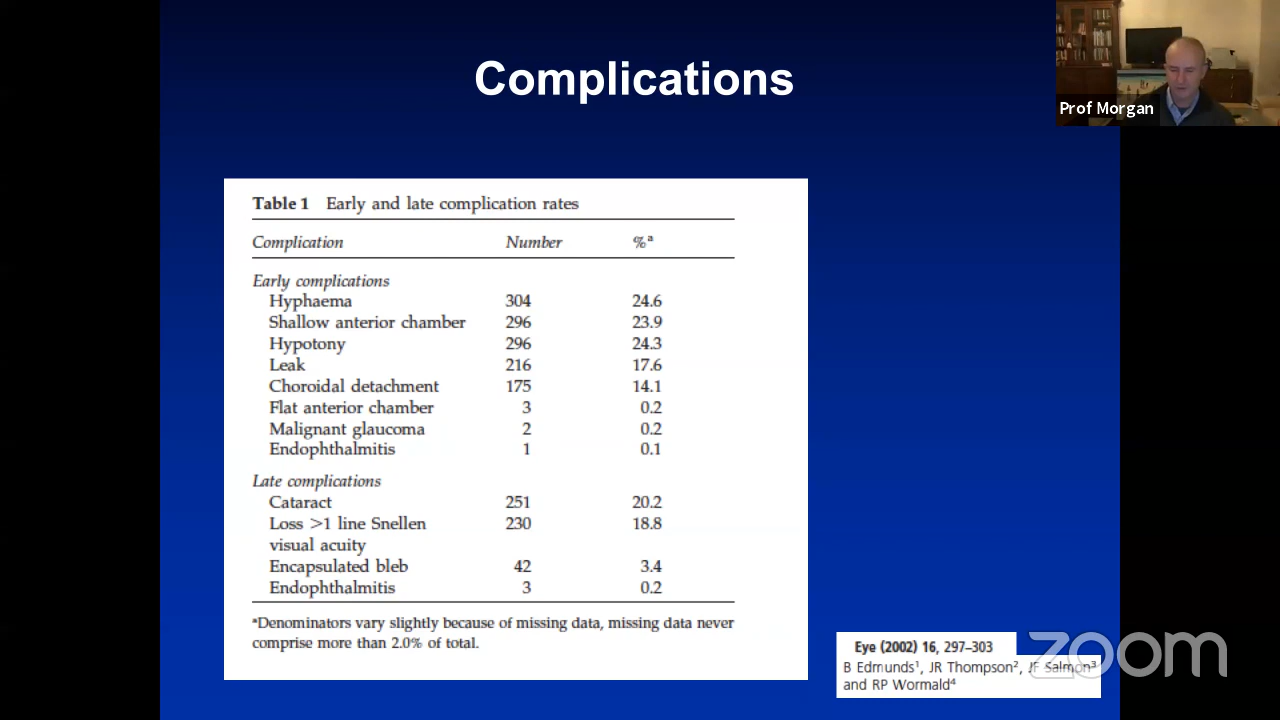 Complications
Prof Morgan
Table 1 Early and late complication rates
Complication Number %ᵃ
Early complications
Hyphaema 304 24.6
Shallow anterior chamber 296 23.9
Hypotony 296 24.3
Leak 216 17.6
Choroidal detachment 175 14.1
Flat anterior chamber 3 0.2
Malignant glaucoma 2 0.2
Endophthalmitis 1 0.1
Late complications
Cataract 251 20.2
Loss >1 line Snellen 230 18.8
visual acuity
Encapsulated bleb 42 3.4
Endophthalmitis 3 0.2
ᵃDenominators vary slightly because of missing data, missing data never
comprise more than 2.0% of total.
Eye (2002) 16, 297–303
B Edmunds¹, JR Thompson², JF Salmon³
and RP Wormald⁴
zoom